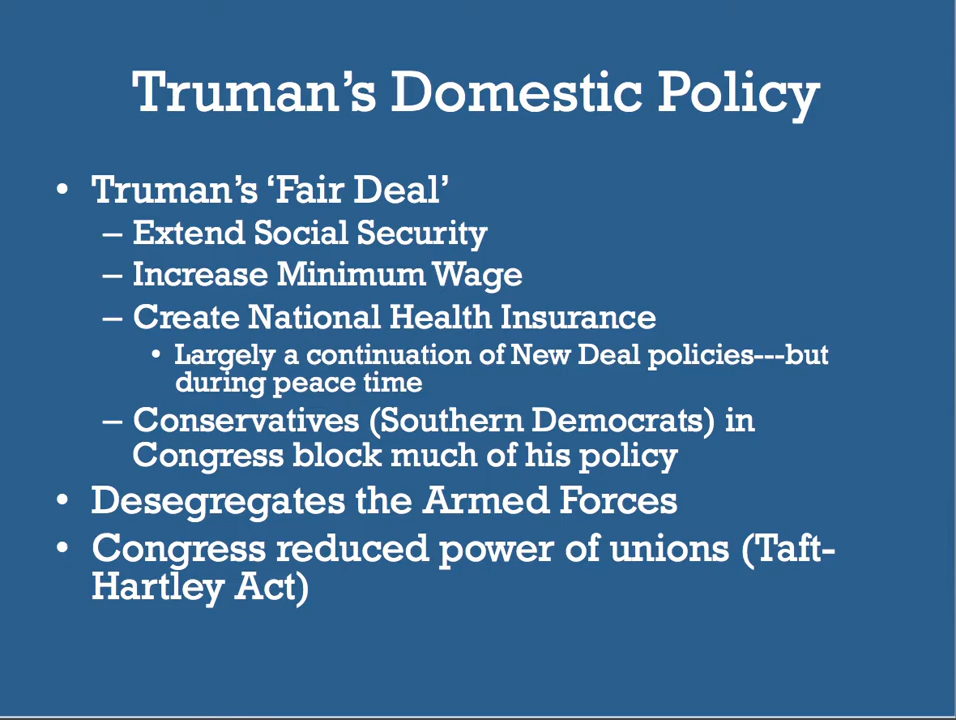 Truman’s Domestic Policy
• Truman’s ‘Fair Deal’
– Extend Social Security
– Increase Minimum Wage
– Create National Health Insurance
• Largely a continuation of New Deal policies---but
during peace time
– Conservatives (Southern Democrats) in
Congress block much of his policy
• Desegregates the Armed Forces
• Congress reduced power of unions (Taft-
Hartley Act)